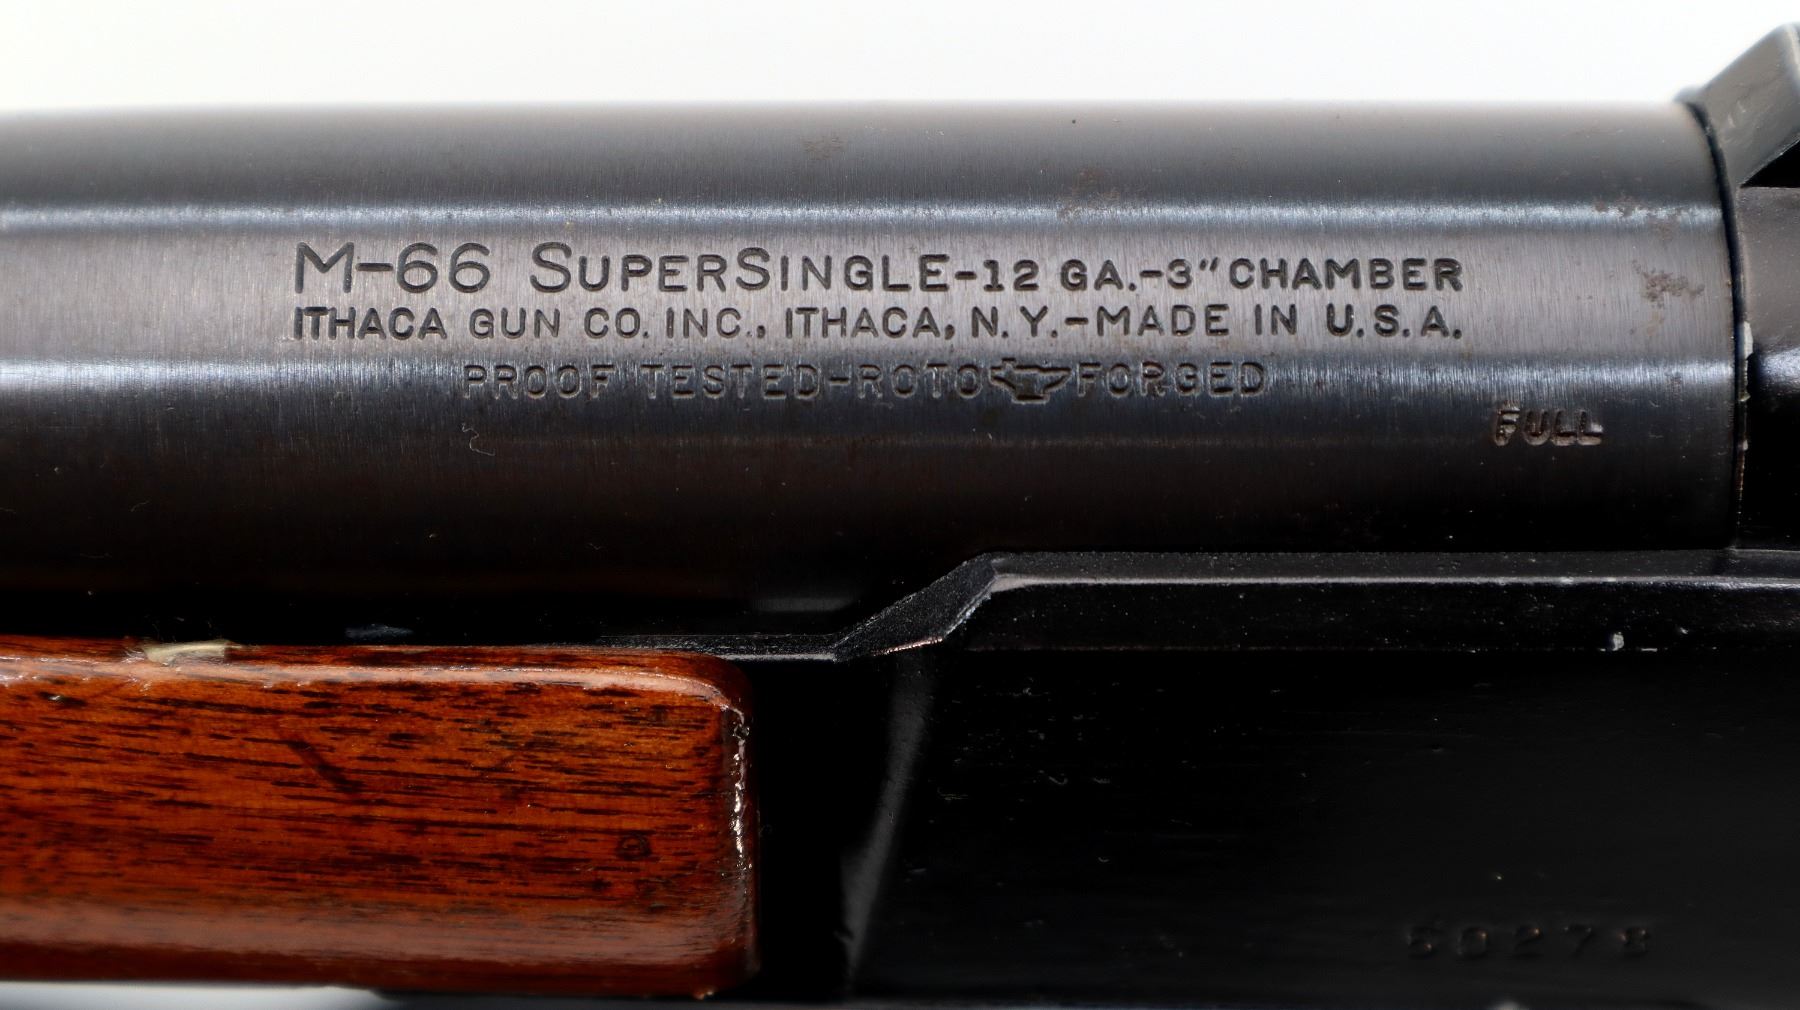 M-66 SUPERSINGLE-12 GA.-3" CHAMBER
ITHACA GUN CO. INC., ITHACA, N.Y.-MADE IN U.S.A.
PROOF TESTED-ROTO FORGED
FULL